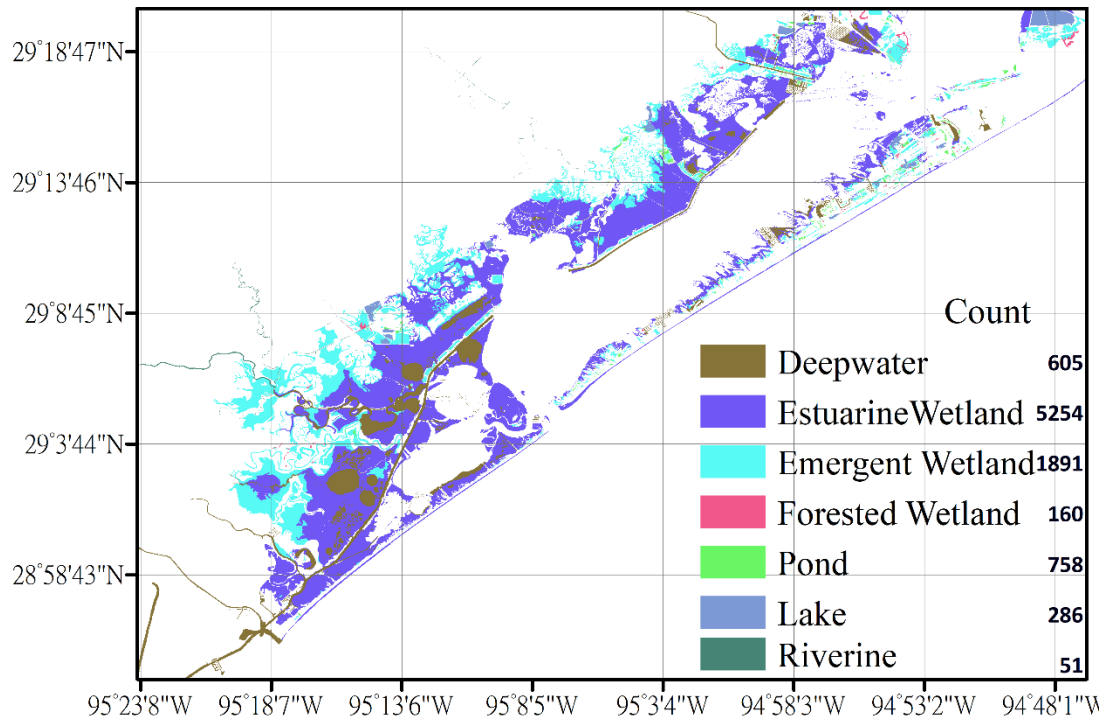 29°18'47"N
29°13'46"N
29°8'45"N
29°3'44"N
28°58'43"N
Count
Deepwater 605
EstuarineWetland 5254
Emergent Wetland 1891
Forested Wetland 160
Pond 758
Lake 286
Riverine 51
95°23'8"W 95°18'7"W 95°13'6"W 95°8'5"W 95°3'4"W 94°58'3"W 94°53'2"W 94°48'1"W